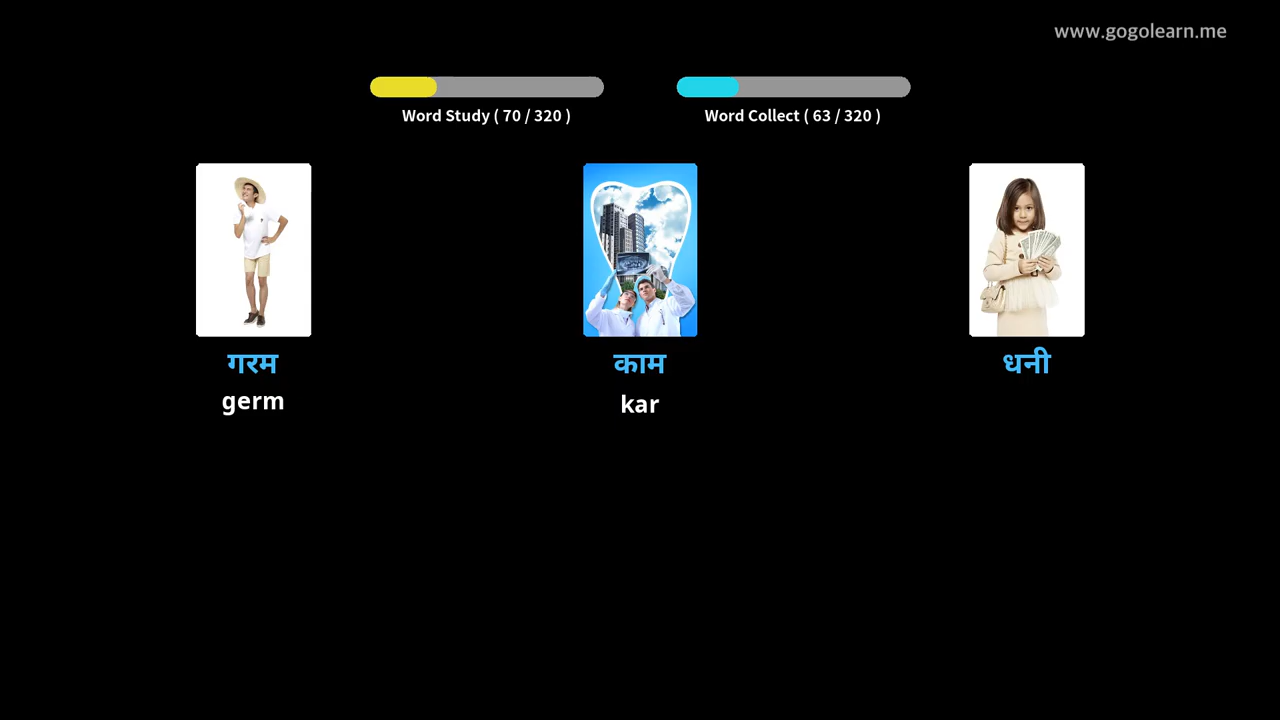 www.gogolearn.me
Word Study ( 70 / 320 )
Word Collect ( 63 / 320 )
गरम
काम
धनी
germ
kar